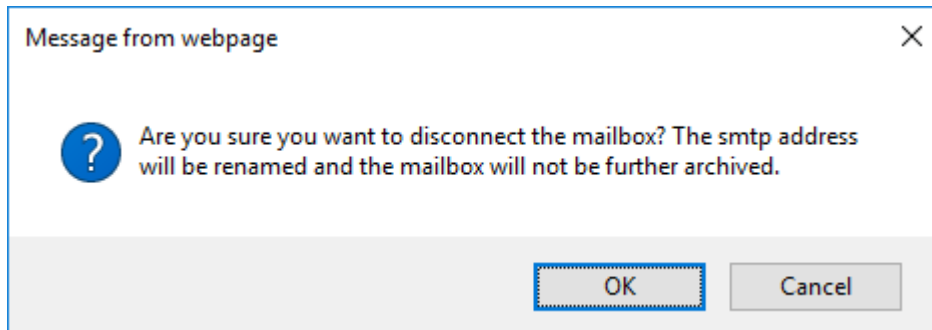 Message from webpage
Are you sure you want to disconnect the mailbox? The smtp address
will be renamed and the mailbox will not be further archived.
OK
Cancel